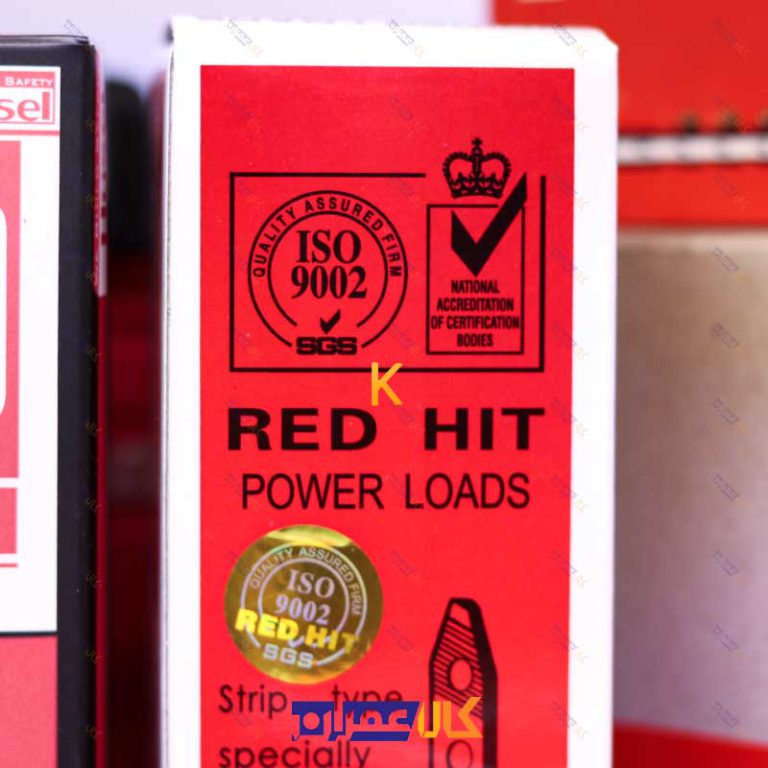 SAFETY
sel
QUALITY ASSURED FIRM
ISO
9002
SGS
NATIONAL
ACCREDITATION
OF CERTIFICATION
BODIES
K
RED HIT
POWER LOADS
QUALITY ASSURED FIRM
ISO
9002
RED HIT
SGS
Strip type
specially
کالا عمران